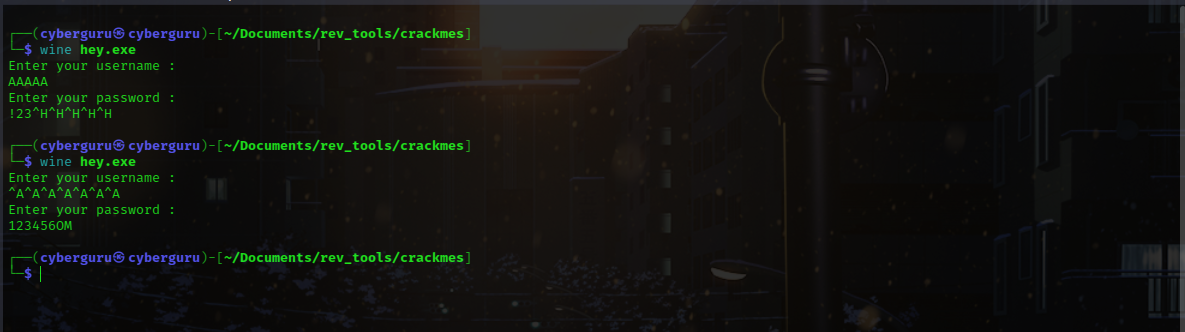 ┌──(cyberguru㉿cyberguru)-[~/Documents/rev_tools/crackmes]
└─$ wine hey.exe
Enter your username :
AAAAA
Enter your password :
!23^H^H^H^H^H
┌──(cyberguru㉿cyberguru)-[~/Documents/rev_tools/crackmes]
└─$ wine hey.exe
Enter your username :
^A^A^A^A^A^A^A
Enter your password :
123456OM
┌──(cyberguru㉿cyberguru)-[~/Documents/rev_tools/crackmes]
└─$